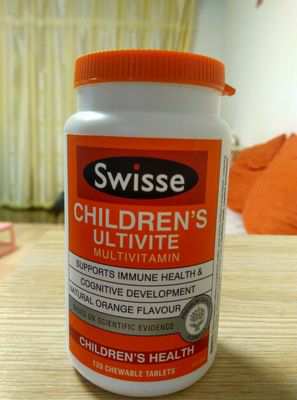 Swisse
CHILDREN'S
ULTIVITE
MULTIVITAMIN
SUPPORTS IMMUNE HEALTH &
COGNITIVE DEVELOPMENT
NATURAL ORANGE FLAVOUR
BASED ON SCIENTIFIC EVIDENCE
CHILDREN'S HEALTH
120 CHEWABLE TABLETS